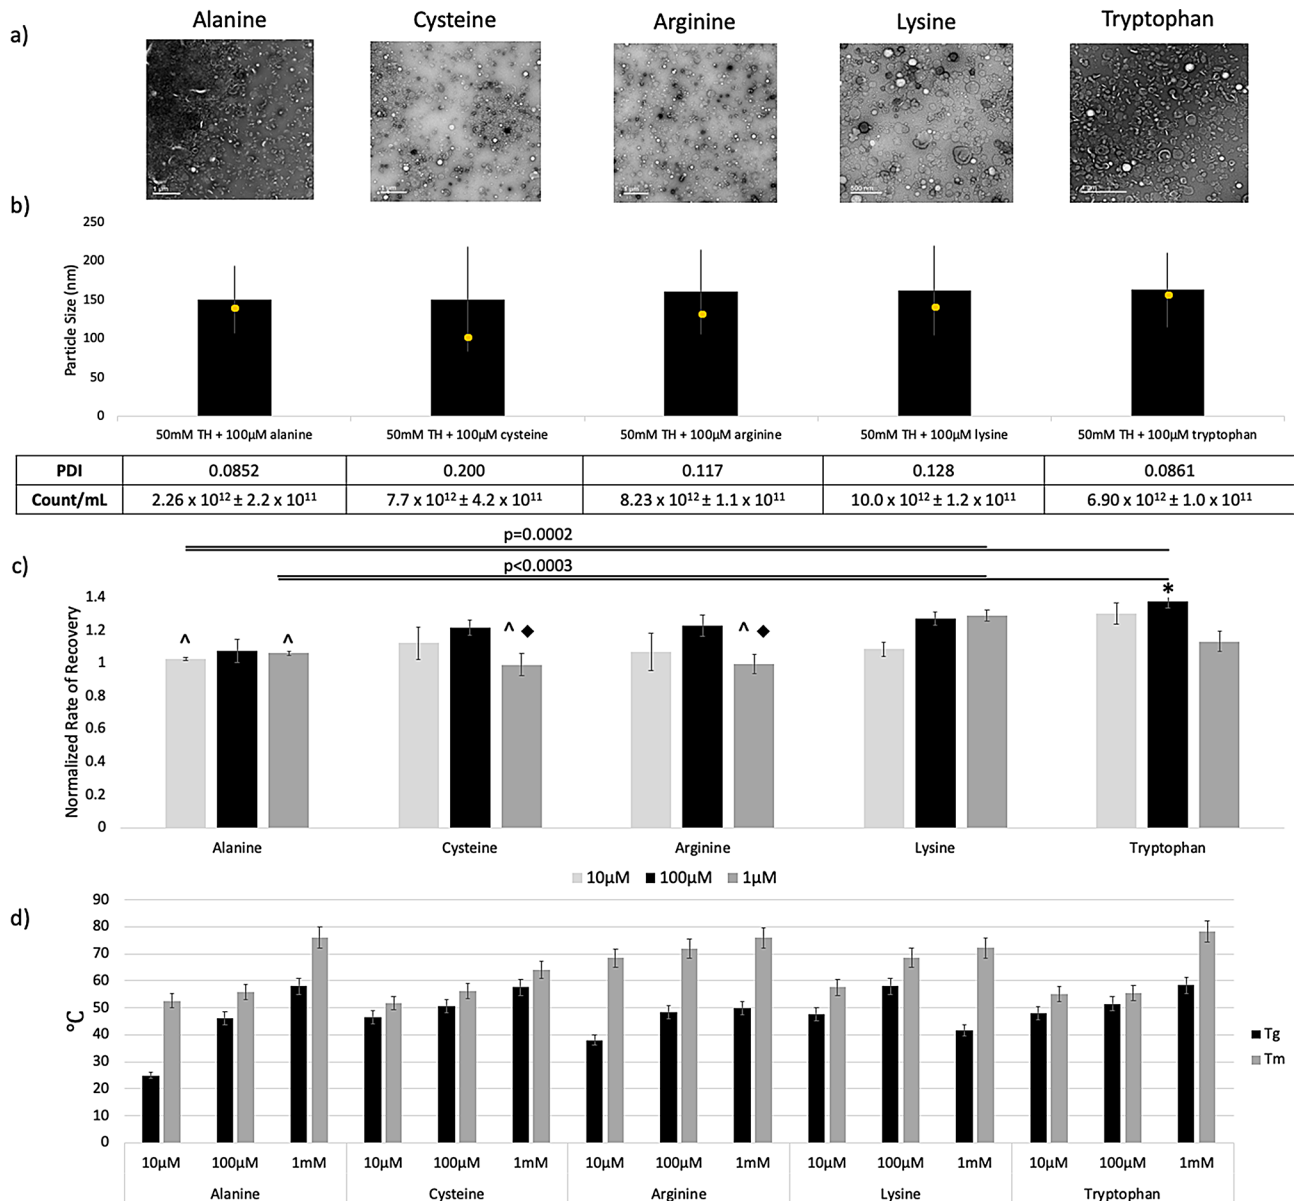 Alanine Cysteine Arginine Lysine Tryptophan
a)
1 µm 1 µm 1 µm 500 nm
b)
Particle Size (nm)
250
200
150
100
50
0
50mM TH + 100µM alanine 50mM TH + 100µM cysteine 50mM TH + 100µM arginine 50mM TH + 100µM lysine 50mM TH + 100µM tryptophan
PDI 0.0852 0.200 0.117 0.128 0.0861
Count/mL 2.26 x 10¹² ± 2.2 x 10¹¹ 7.7 x 10¹² ± 4.2 x 10¹¹ 8.23 x 10¹² ± 1.1 x 10¹¹ 10.0 x 10¹² ± 1.2 x 10¹¹ 6.90 x 10¹² ± 1.0 x 10¹¹
p=0.0002
c)
p<0.0003
Normalized Rate of Recovery
1.4
1.2
1
0.8
0.6
0.4
0.2
0
^ ^ ^ ◆ ^ ◆ *
Alanine Cysteine Arginine Lysine Tryptophan
10µM 100µM 1µM
d)
°C
90
80
70
60
50
40
30
20
10
0
Tg
Tm
10µM 100µM 1mM 10µM 100µM 1mM 10µM 100µM 1mM 10µM 100µM 1mM 10µM 100µM 1mM
Alanine Cysteine Arginine Lysine Tryptophan